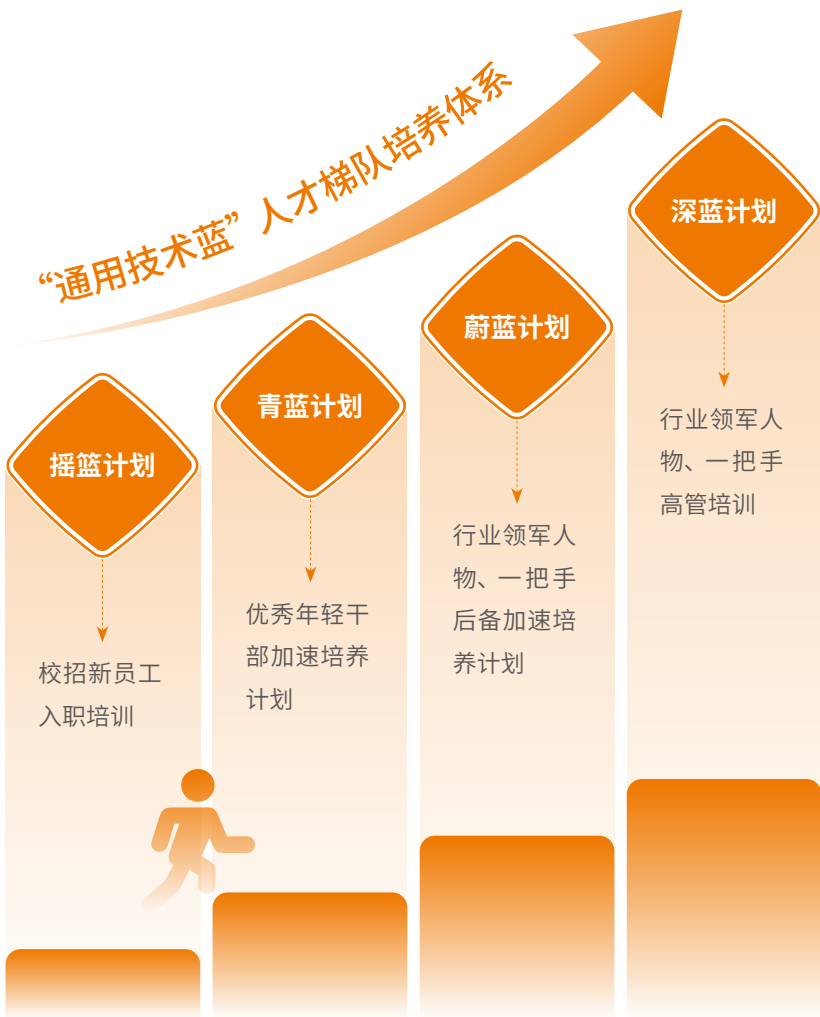 “通用技术蓝”人才梯队培养体系
摇篮计划
校招新员工
入职培训
青蓝计划
优秀年轻干
部加速培养
计划
蔚蓝计划
行业领军人
物、一把手
后备加速培
养计划
深蓝计划
行业领军人
物、一把手
高管培训